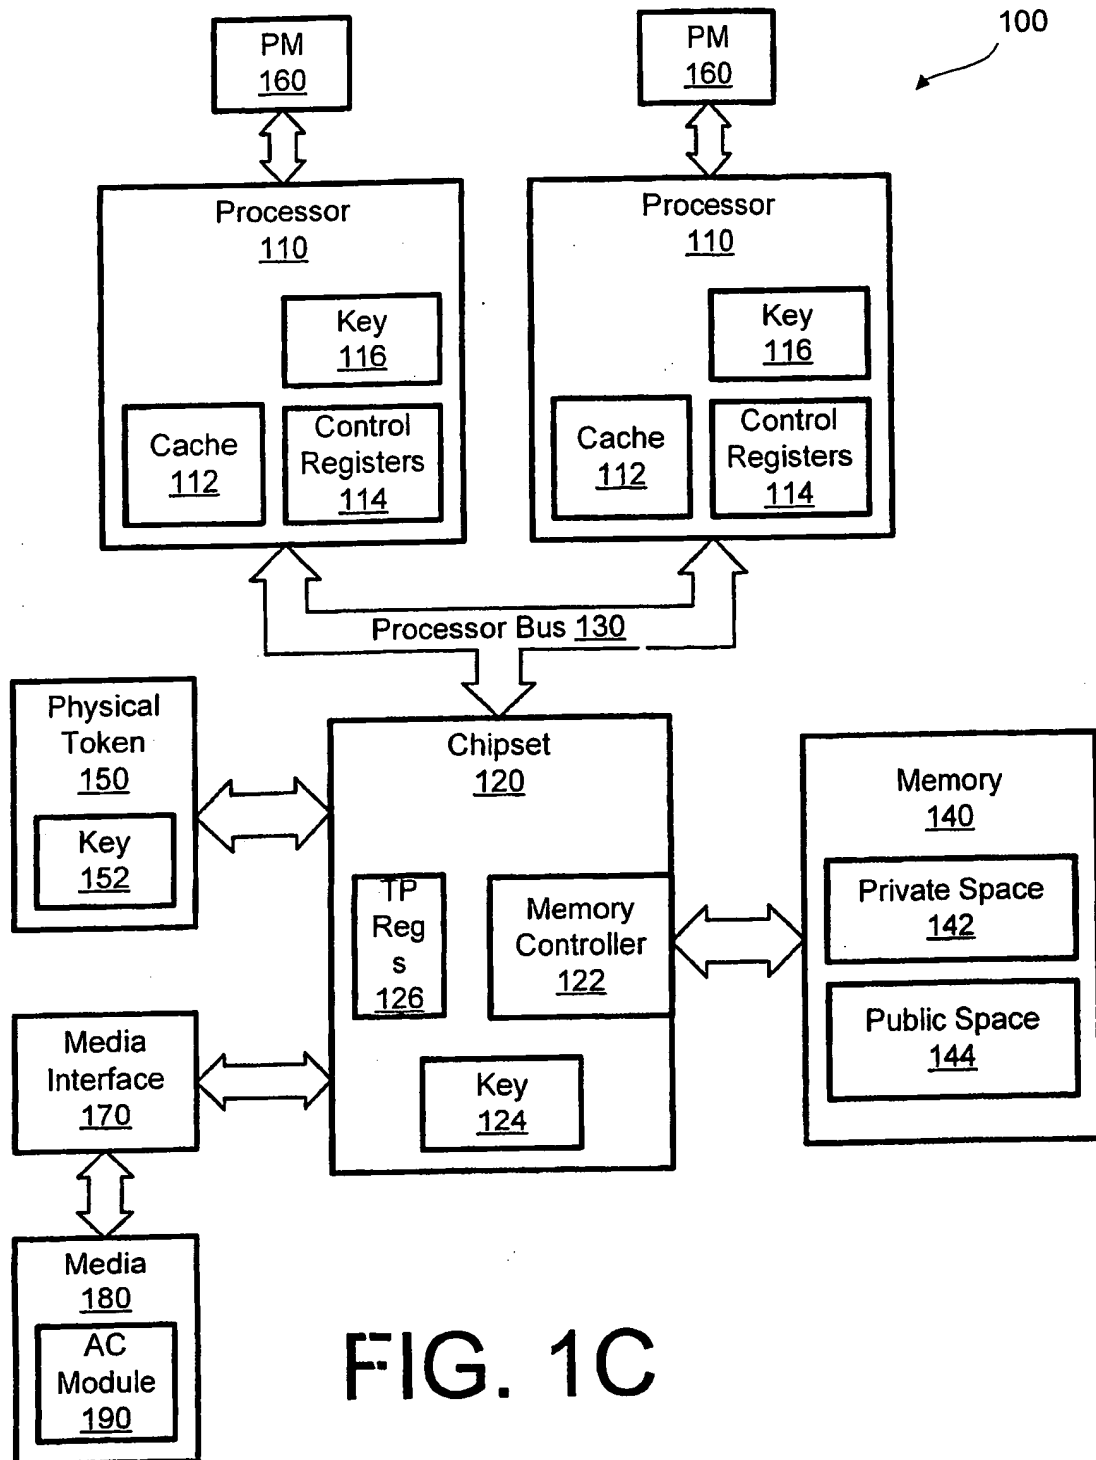 100
PM
160
PM
160
Processor
110
Key
116
Cache
112
Control
Registers
114
Processor
110
Key
116
Cache
112
Control
Registers
114
Processor Bus 130
Physical
Token
150
Key
152
Chipset
120
TP
Reg
s
126
Memory
Controller
122
Key
124
Memory
140
Private Space
142
Public Space
144
Media
Interface
170
Media
180
AC
Module
190
FIG. 1C